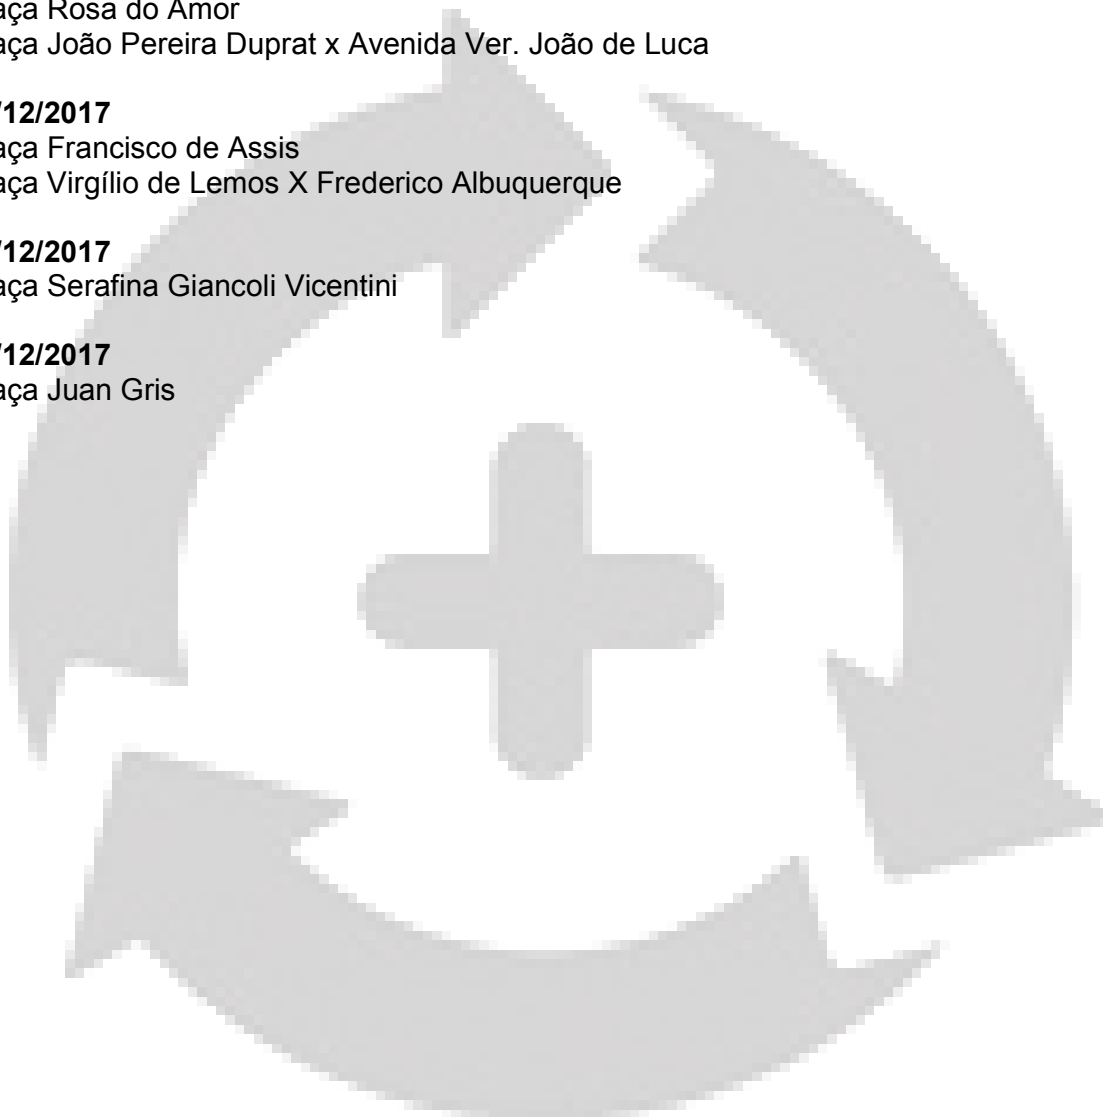 aça Rosa do Amor
aça João Pereira Duprat x Avenida Ver. João de Luca
/12/2017
aça Francisco de Assis
aça Virgílio de Lemos X Frederico Albuquerque
/12/2017
aça Serafina Giancoli Vicentini
/12/2017
aça Juan Gris